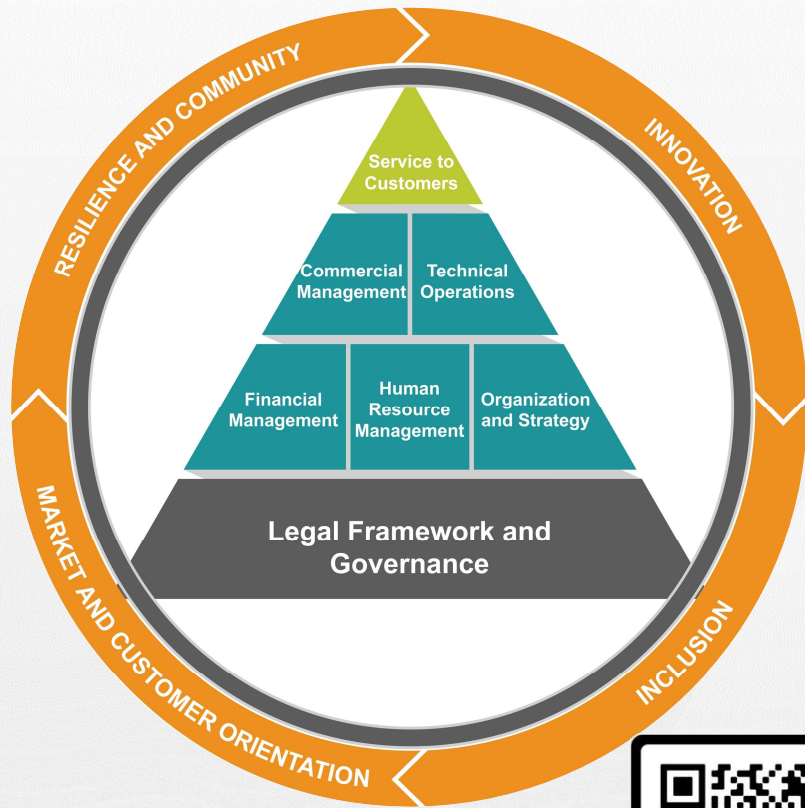 RESILIENCE AND COMMUNITY
INNOVATION
Service to
Customers
Commercial
Management
Technical
Operations
Financial
Management
Human
Resource
Management
Organization
and Strategy
Legal Framework and
Governance
MARKET AND CUSTOMER ORIENTATION
INCLUSION